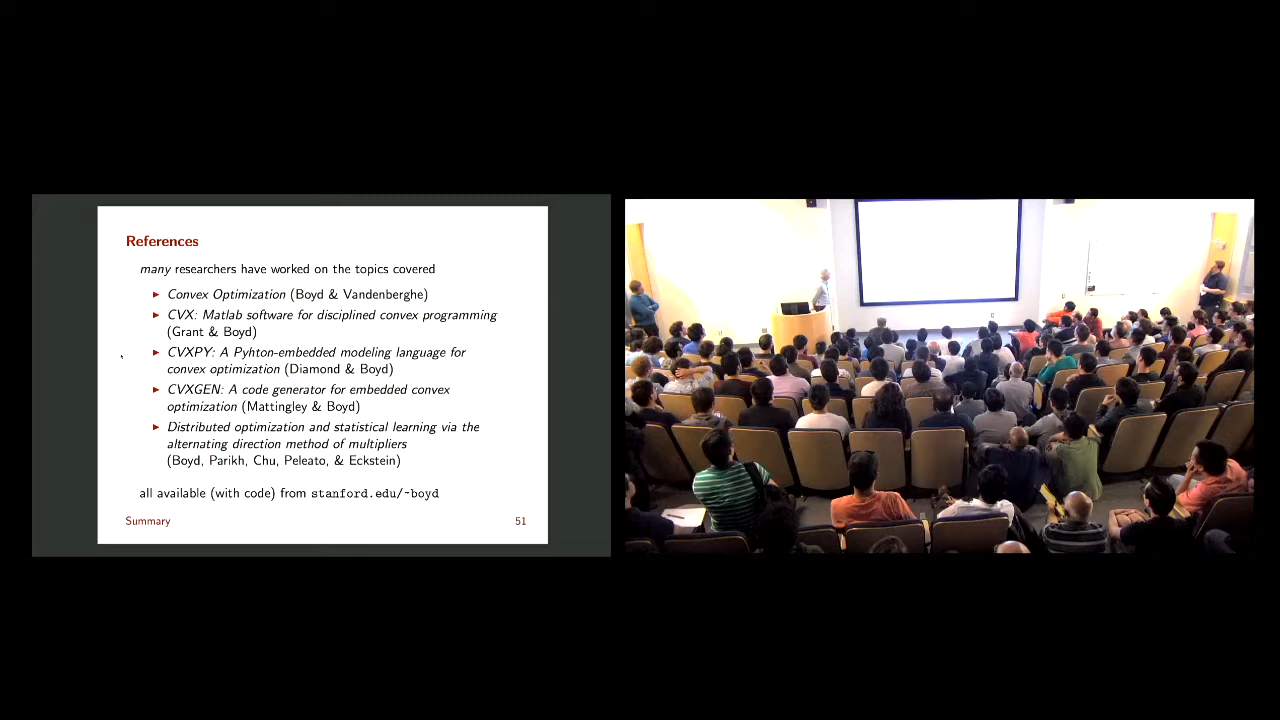 References
many researchers have worked on the topics covered
▶ Convex Optimization (Boyd & Vandenberghe)
▶ CVX: Matlab software for disciplined convex programming
(Grant & Boyd)
▶ CVXPY: A Pyhton-embedded modeling language for
convex optimization (Diamond & Boyd)
▶ CVXGEN: A code generator for embedded convex
optimization (Mattingley & Boyd)
▶ Distributed optimization and statistical learning via the
alternating direction method of multipliers
(Boyd, Parikh, Chu, Peleato, & Eckstein)
all available (with code) from stanford.edu/~boyd
Summary 51